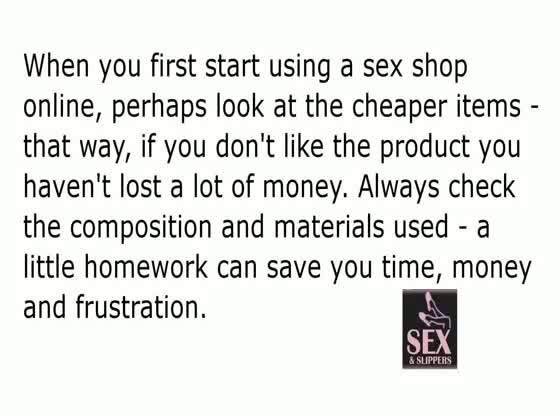 When you first start using a sex shop
online, perhaps look at the cheaper items -
that way, if you don't like the product you
haven't lost a lot of money. Always check
the composition and materials used - a
little homework can save you time, money
and frustration.
SEX
& SLIPPERS